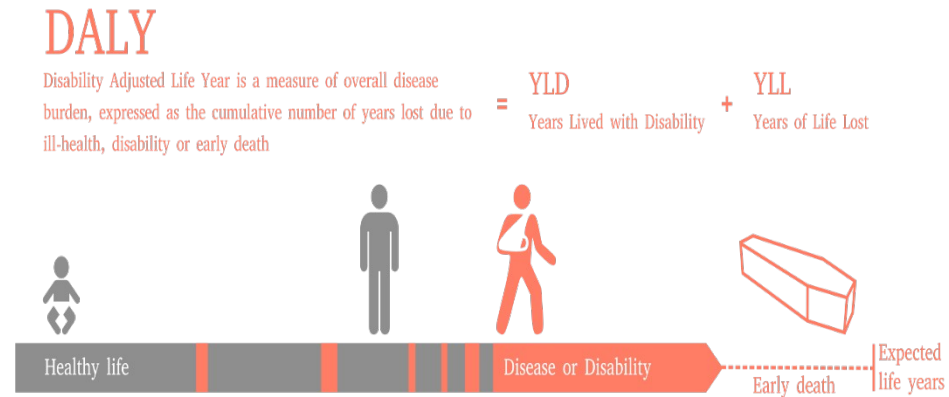 DALY
Disability Adjusted Life Year is a measure of overall disease
burden, expressed as the cumulative number of years lost due to
ill-health, disability or early death
=
YLD
Years Lived with Disability
+
YLL
Years of Life Lost
Healthy life
Disease or Disability
Early death
Expected
life years